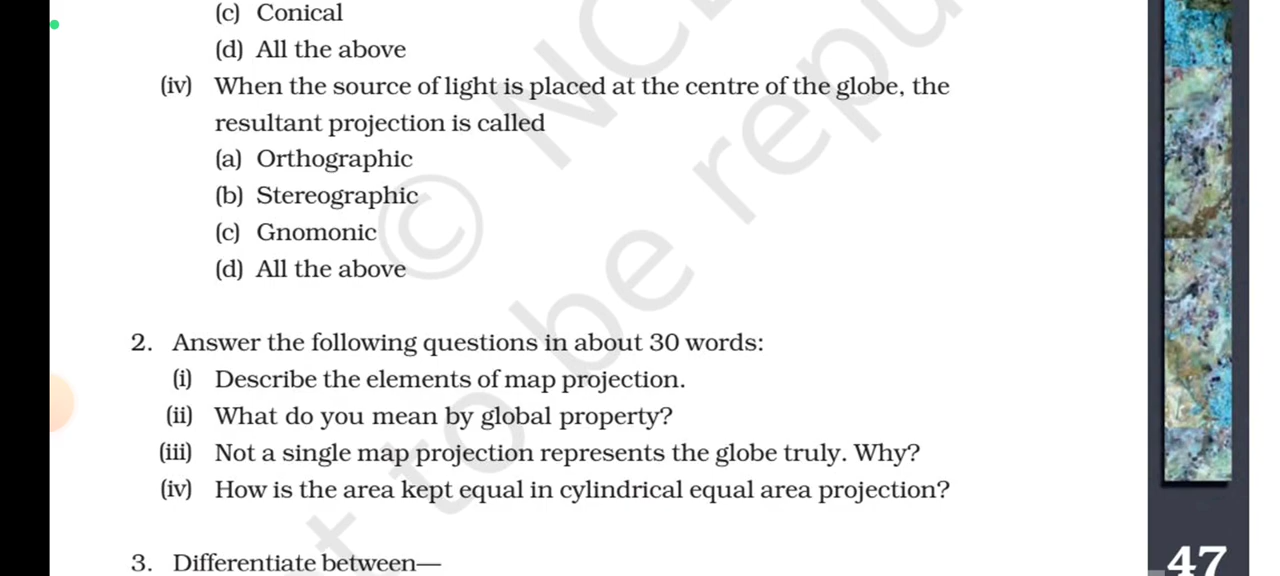 (c) Conical
(d) All the above
(iv) When the source of light is placed at the centre of the globe, the
resultant projection is called
(a) Orthographic
(b) Stereographic
(c) Gnomonic
(d) All the above
2. Answer the following questions in about 30 words:
(i) Describe the elements of map projection.
(ii) What do you mean by global property?
(iii) Not a single map projection represents the globe truly. Why?
(iv) How is the area kept equal in cylindrical equal area projection?
3. Differentiate between—
47
© NC
to be repu